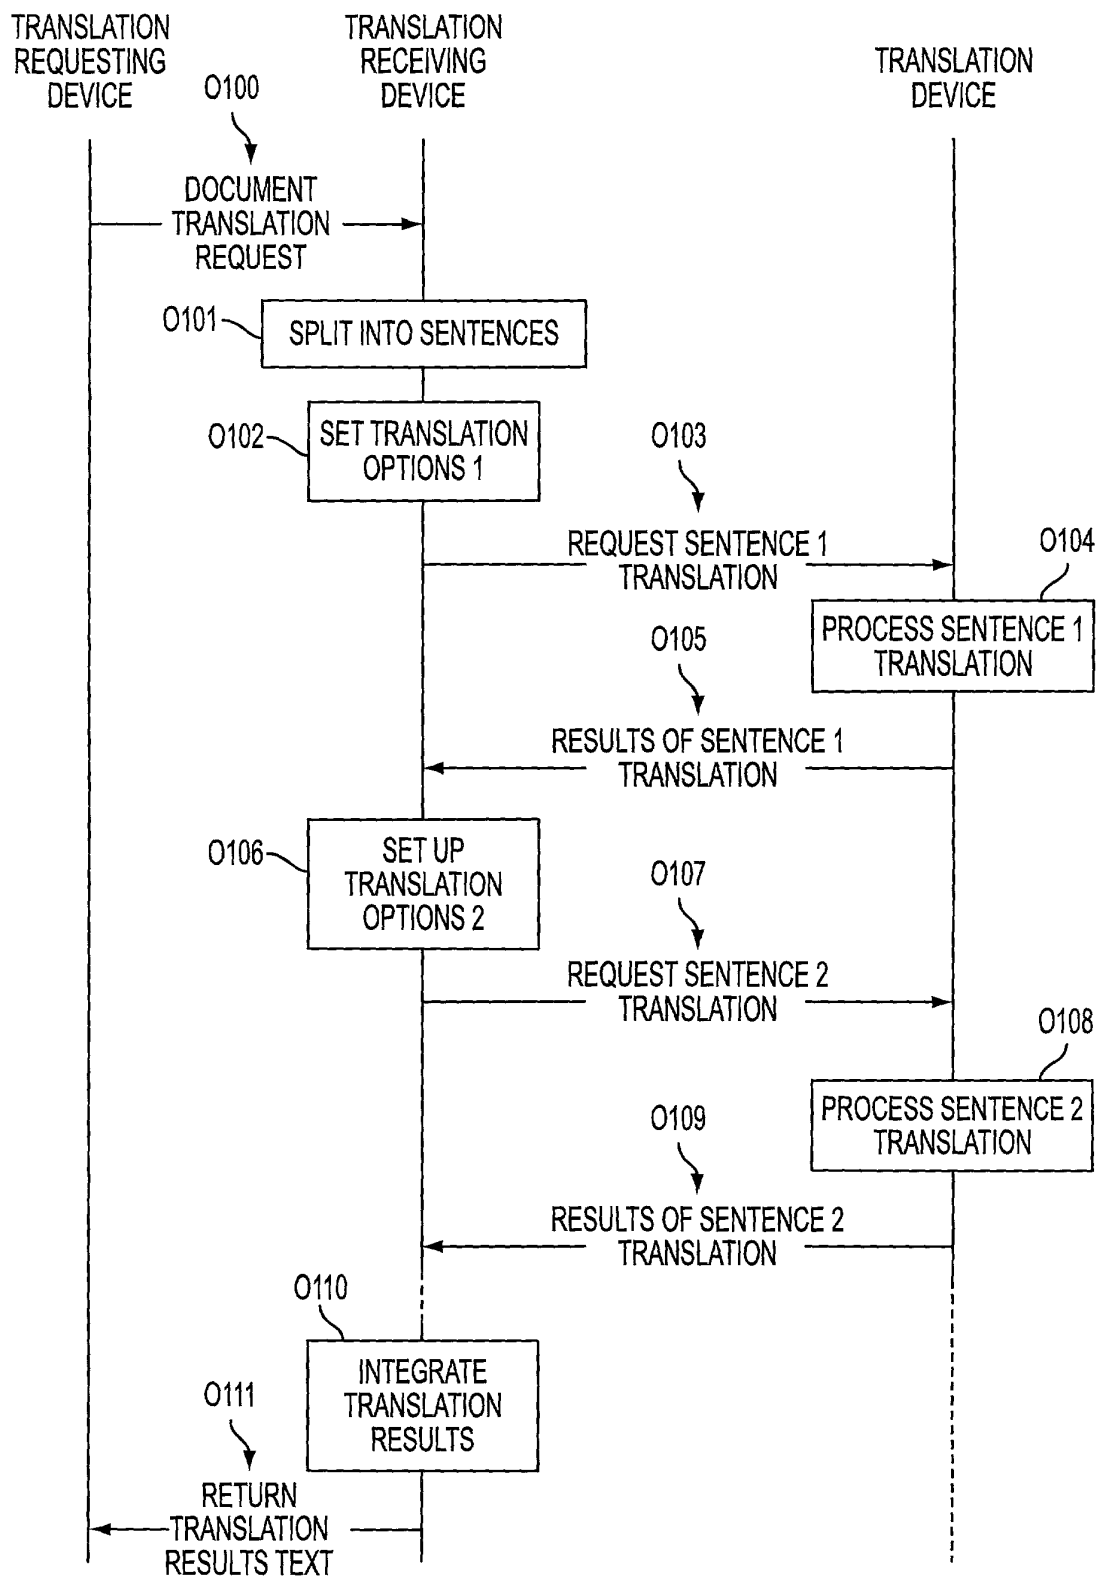 TRANSLATION
REQUESTING
DEVICE
TRANSLATION
RECEIVING
DEVICE
TRANSLATION
DEVICE
O100
DOCUMENT
TRANSLATION
REQUEST
O101
SPLIT INTO SENTENCES
O102
SET TRANSLATION
OPTIONS 1
O103
REQUEST SENTENCE 1
TRANSLATION
O104
PROCESS SENTENCE 1
TRANSLATION
O105
RESULTS OF SENTENCE 1
TRANSLATION
O106
SET UP
TRANSLATION
OPTIONS 2
O107
REQUEST SENTENCE 2
TRANSLATION
O108
PROCESS SENTENCE 2
TRANSLATION
O109
RESULTS OF SENTENCE 2
TRANSLATION
O110
INTEGRATE
TRANSLATION
RESULTS
O111
RETURN
TRANSLATION
RESULTS TEXT